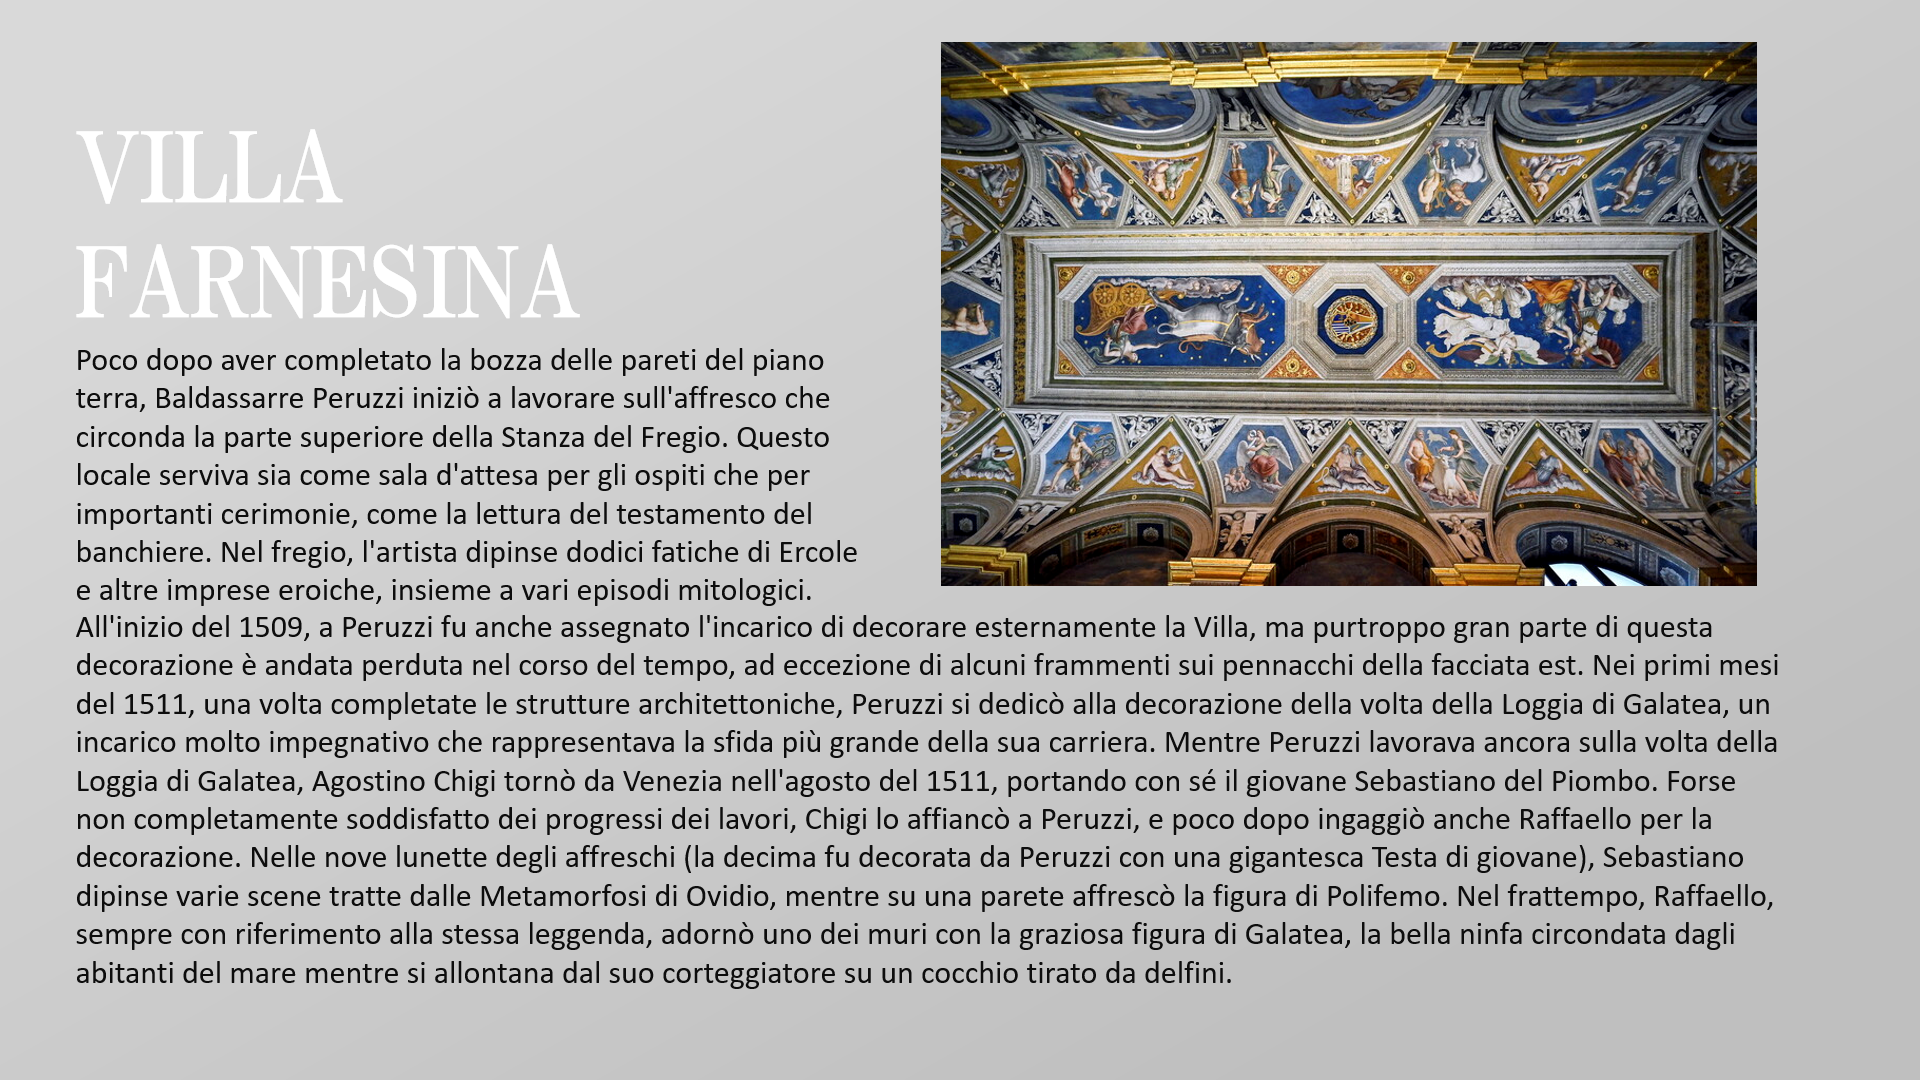 VILLA
FARNESINA
Poco dopo aver completato la bozza delle pareti del piano
terra, Baldassarre Peruzzi iniziò a lavorare sull'affresco che
circonda la parte superiore della Stanza del Fregio. Questo
locale serviva sia come sala d'attesa per gli ospiti che per
importanti cerimonie, come la lettura del testamento del
banchiere. Nel fregio, l'artista dipinse dodici fatiche di Ercole
e altre imprese eroiche, insieme a vari episodi mitologici.
All'inizio del 1509, a Peruzzi fu anche assegnato l'incarico di decorare esternamente la Villa, ma purtroppo gran parte di questa
decorazione è andata perduta nel corso del tempo, ad eccezione di alcuni frammenti sui pennacchi della facciata est. Nei primi mesi
del 1511, una volta completate le strutture architettoniche, Peruzzi si dedicò alla decorazione della volta della Loggia di Galatea, un
incarico molto impegnativo che rappresentava la sfida più grande della sua carriera. Mentre Peruzzi lavorava ancora sulla volta della
Loggia di Galatea, Agostino Chigi tornò da Venezia nell'agosto del 1511, portando con sé il giovane Sebastiano del Piombo. Forse
non completamente soddisfatto dei progressi dei lavori, Chigi lo affiancò a Peruzzi, e poco dopo ingaggiò anche Raffaello per la
decorazione. Nelle nove lunette degli affreschi (la decima fu decorata da Peruzzi con una gigantesca Testa di giovane), Sebastiano
dipinse varie scene tratte dalle Metamorfosi di Ovidio, mentre su una parete affrescò la figura di Polifemo. Nel frattempo, Raffaello,
sempre con riferimento alla stessa leggenda, adornò uno dei muri con la graziosa figura di Galatea, la bella ninfa circondata dagli
abitanti del mare mentre si allontana dal suo corteggiatore su un cocchio tirato da delfini.